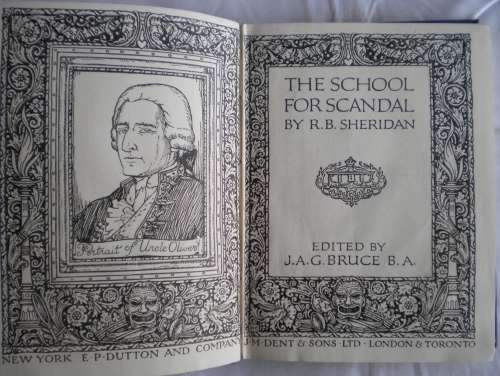 Portrait of Uncle Oliver
NEW YORK E·P·DUTTON AND COMPANY
THE SCHOOL
FOR SCANDAL
BY R.B. SHERIDAN
EDITED BY
J.A.G. BRUCE B.A.
J·M·DENT & SONS·LTD·LONDON & TORONTO